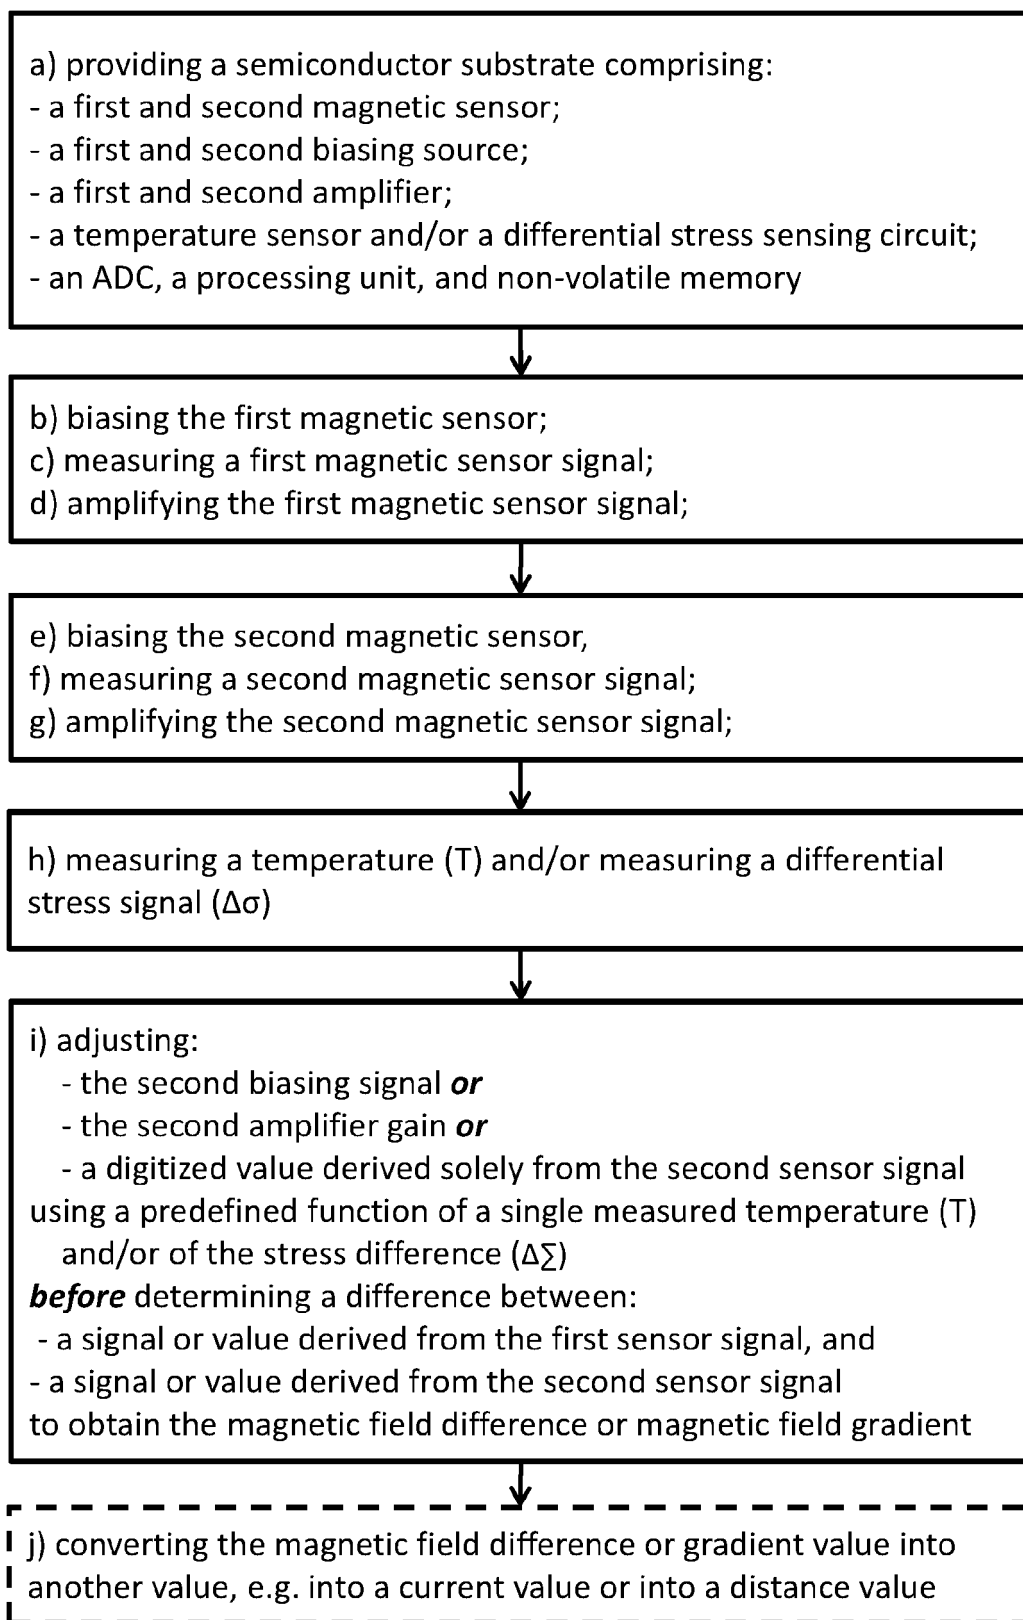 a) providing a semiconductor substrate comprising:
- a first and second magnetic sensor;
- a first and second biasing source;
- a first and second amplifier;
- a temperature sensor and/or a differential stress sensing circuit;
- an ADC, a processing unit, and non-volatile memory
b) biasing the first magnetic sensor;
c) measuring a first magnetic sensor signal;
d) amplifying the first magnetic sensor signal;
e) biasing the second magnetic sensor,
f) measuring a second magnetic sensor signal;
g) amplifying the second magnetic sensor signal;
h) measuring a temperature (T) and/or measuring a differential
stress signal (Δσ)
i) adjusting:
- the second biasing signal or
- the second amplifier gain or
- a digitized value derived solely from the second sensor signal
using a predefined function of a single measured temperature (T)
and/or of the stress difference (Δ∑)
before determining a difference between:
- a signal or value derived from the first sensor signal, and
- a signal or value derived from the second sensor signal
to obtain the magnetic field difference or magnetic field gradient
j) converting the magnetic field difference or gradient value into
another value, e.g. into a current value or into a distance value